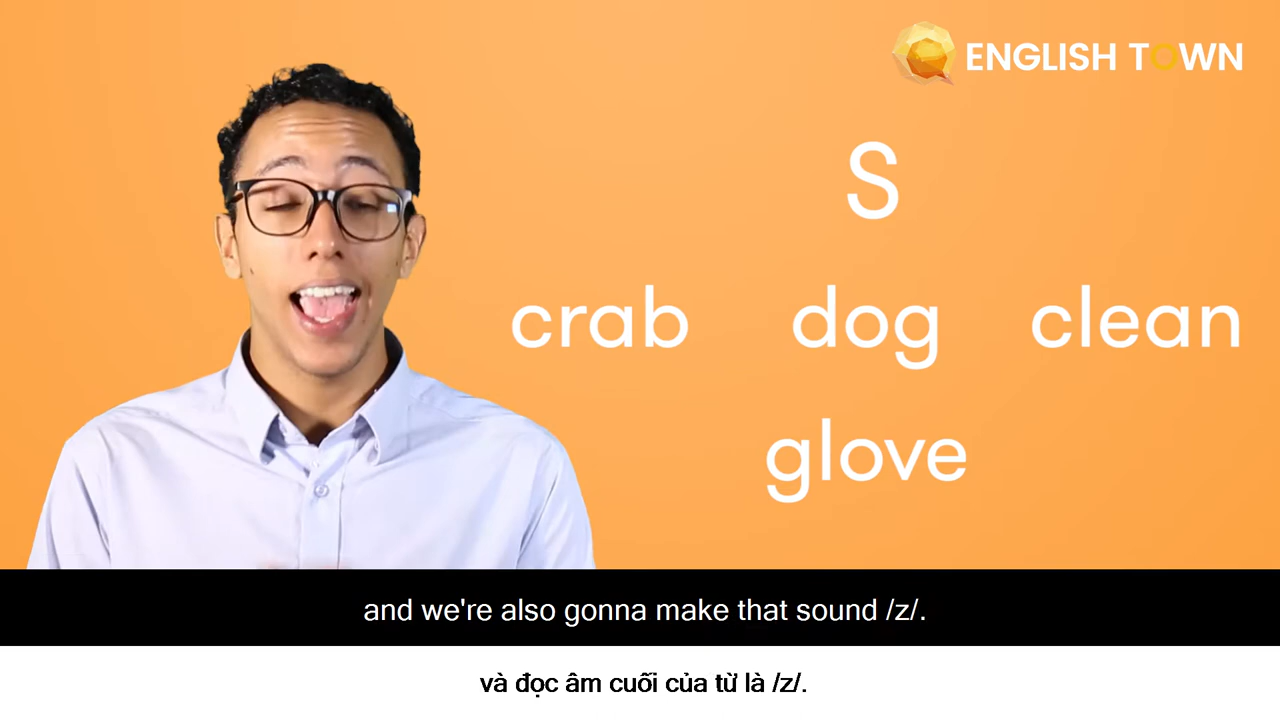 ENGLISH TOWN
S
crab dog clean
glove
and we're also gonna make that sound /z/.
và đọc âm cuối của từ là /z/.